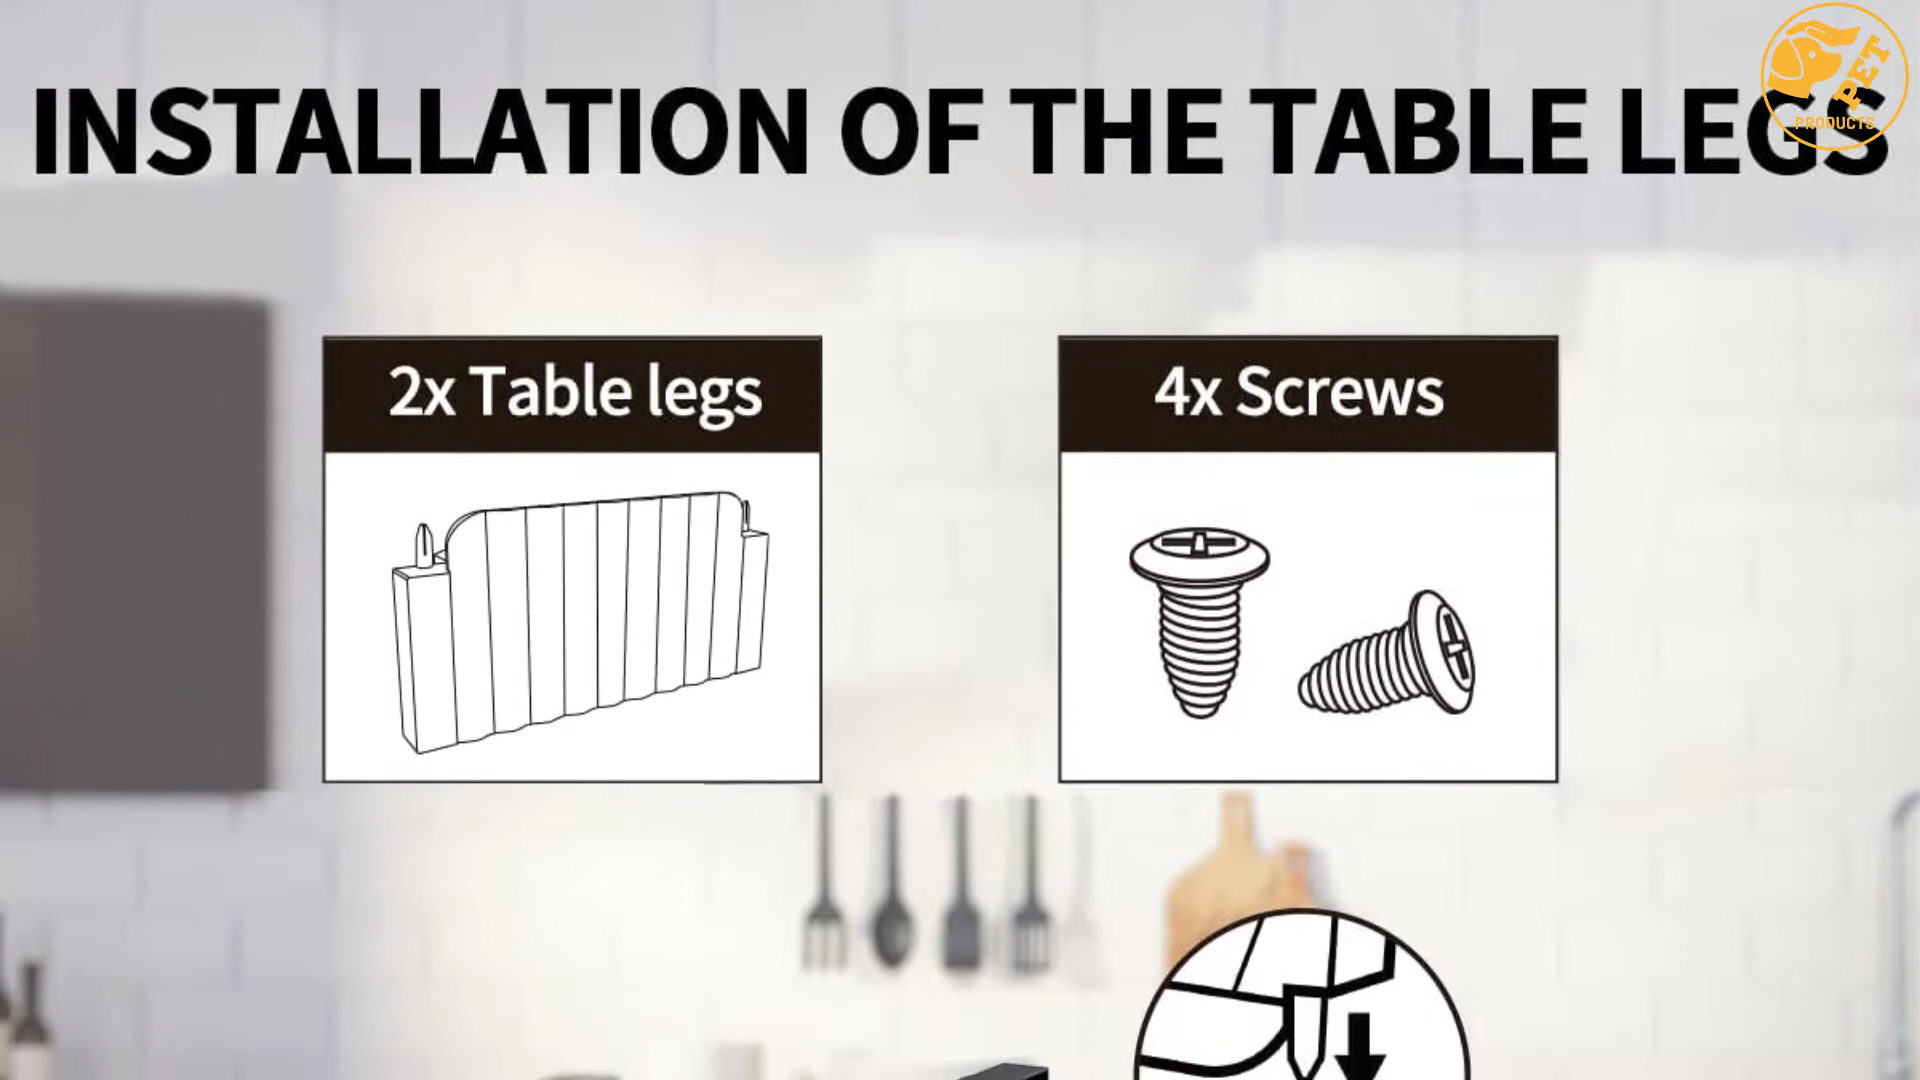 INSTALLATION OF THE TABLE LEGS
PET
PRODUCTS
2x Table legs
4x Screws